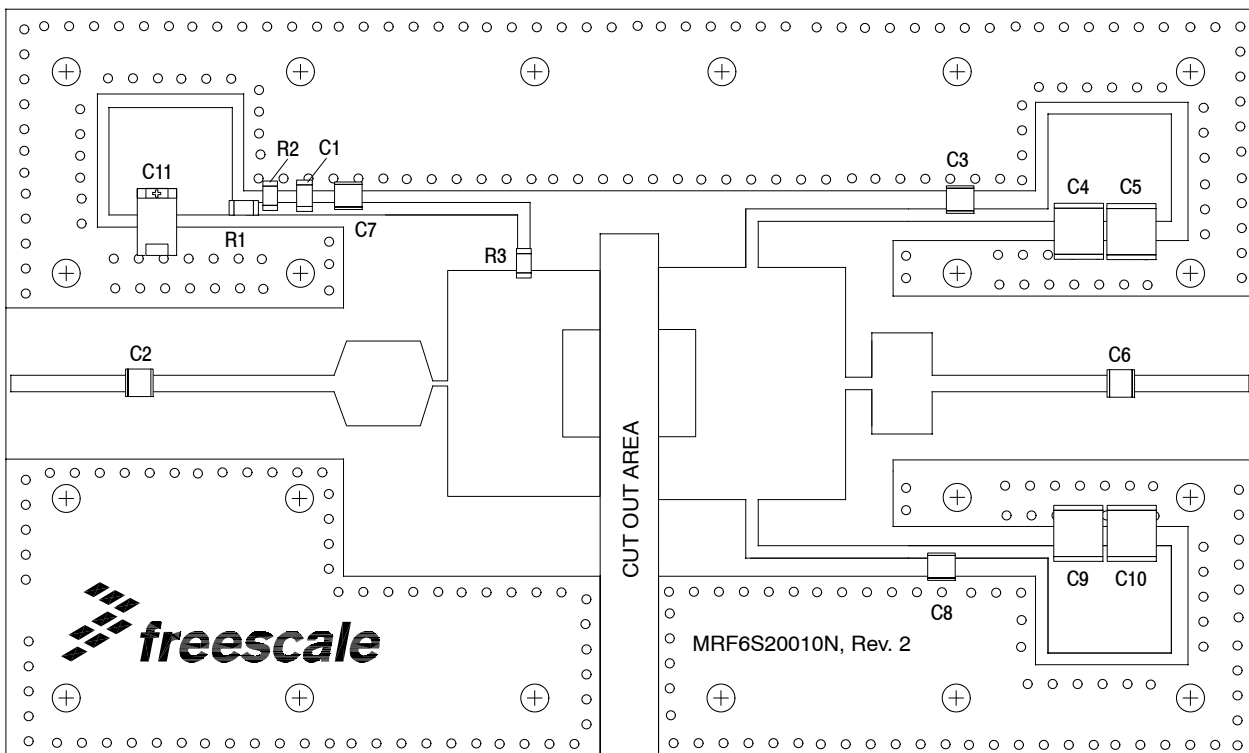 R2
C1
C11
C3
C4
C5
R1
C7
R3
C2
C6
CUT OUT AREA
C9
C10
C8
freescale
MRF6S20010N, Rev. 2